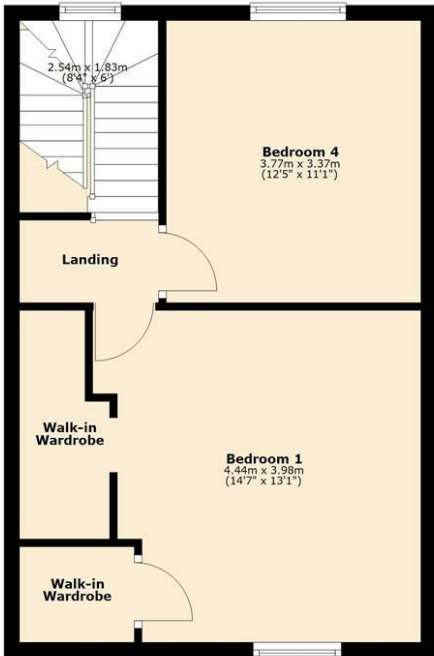 2.54m x 1.83m
(8'4" x 6')
Bedroom 4
3.77m x 3.37m
(12'5" x 11'1")
Landing
Walk-in
Wardrobe
Bedroom 1
4.44m x 3.98m
(14'7" x 13'1")
Walk-in
Wardrobe